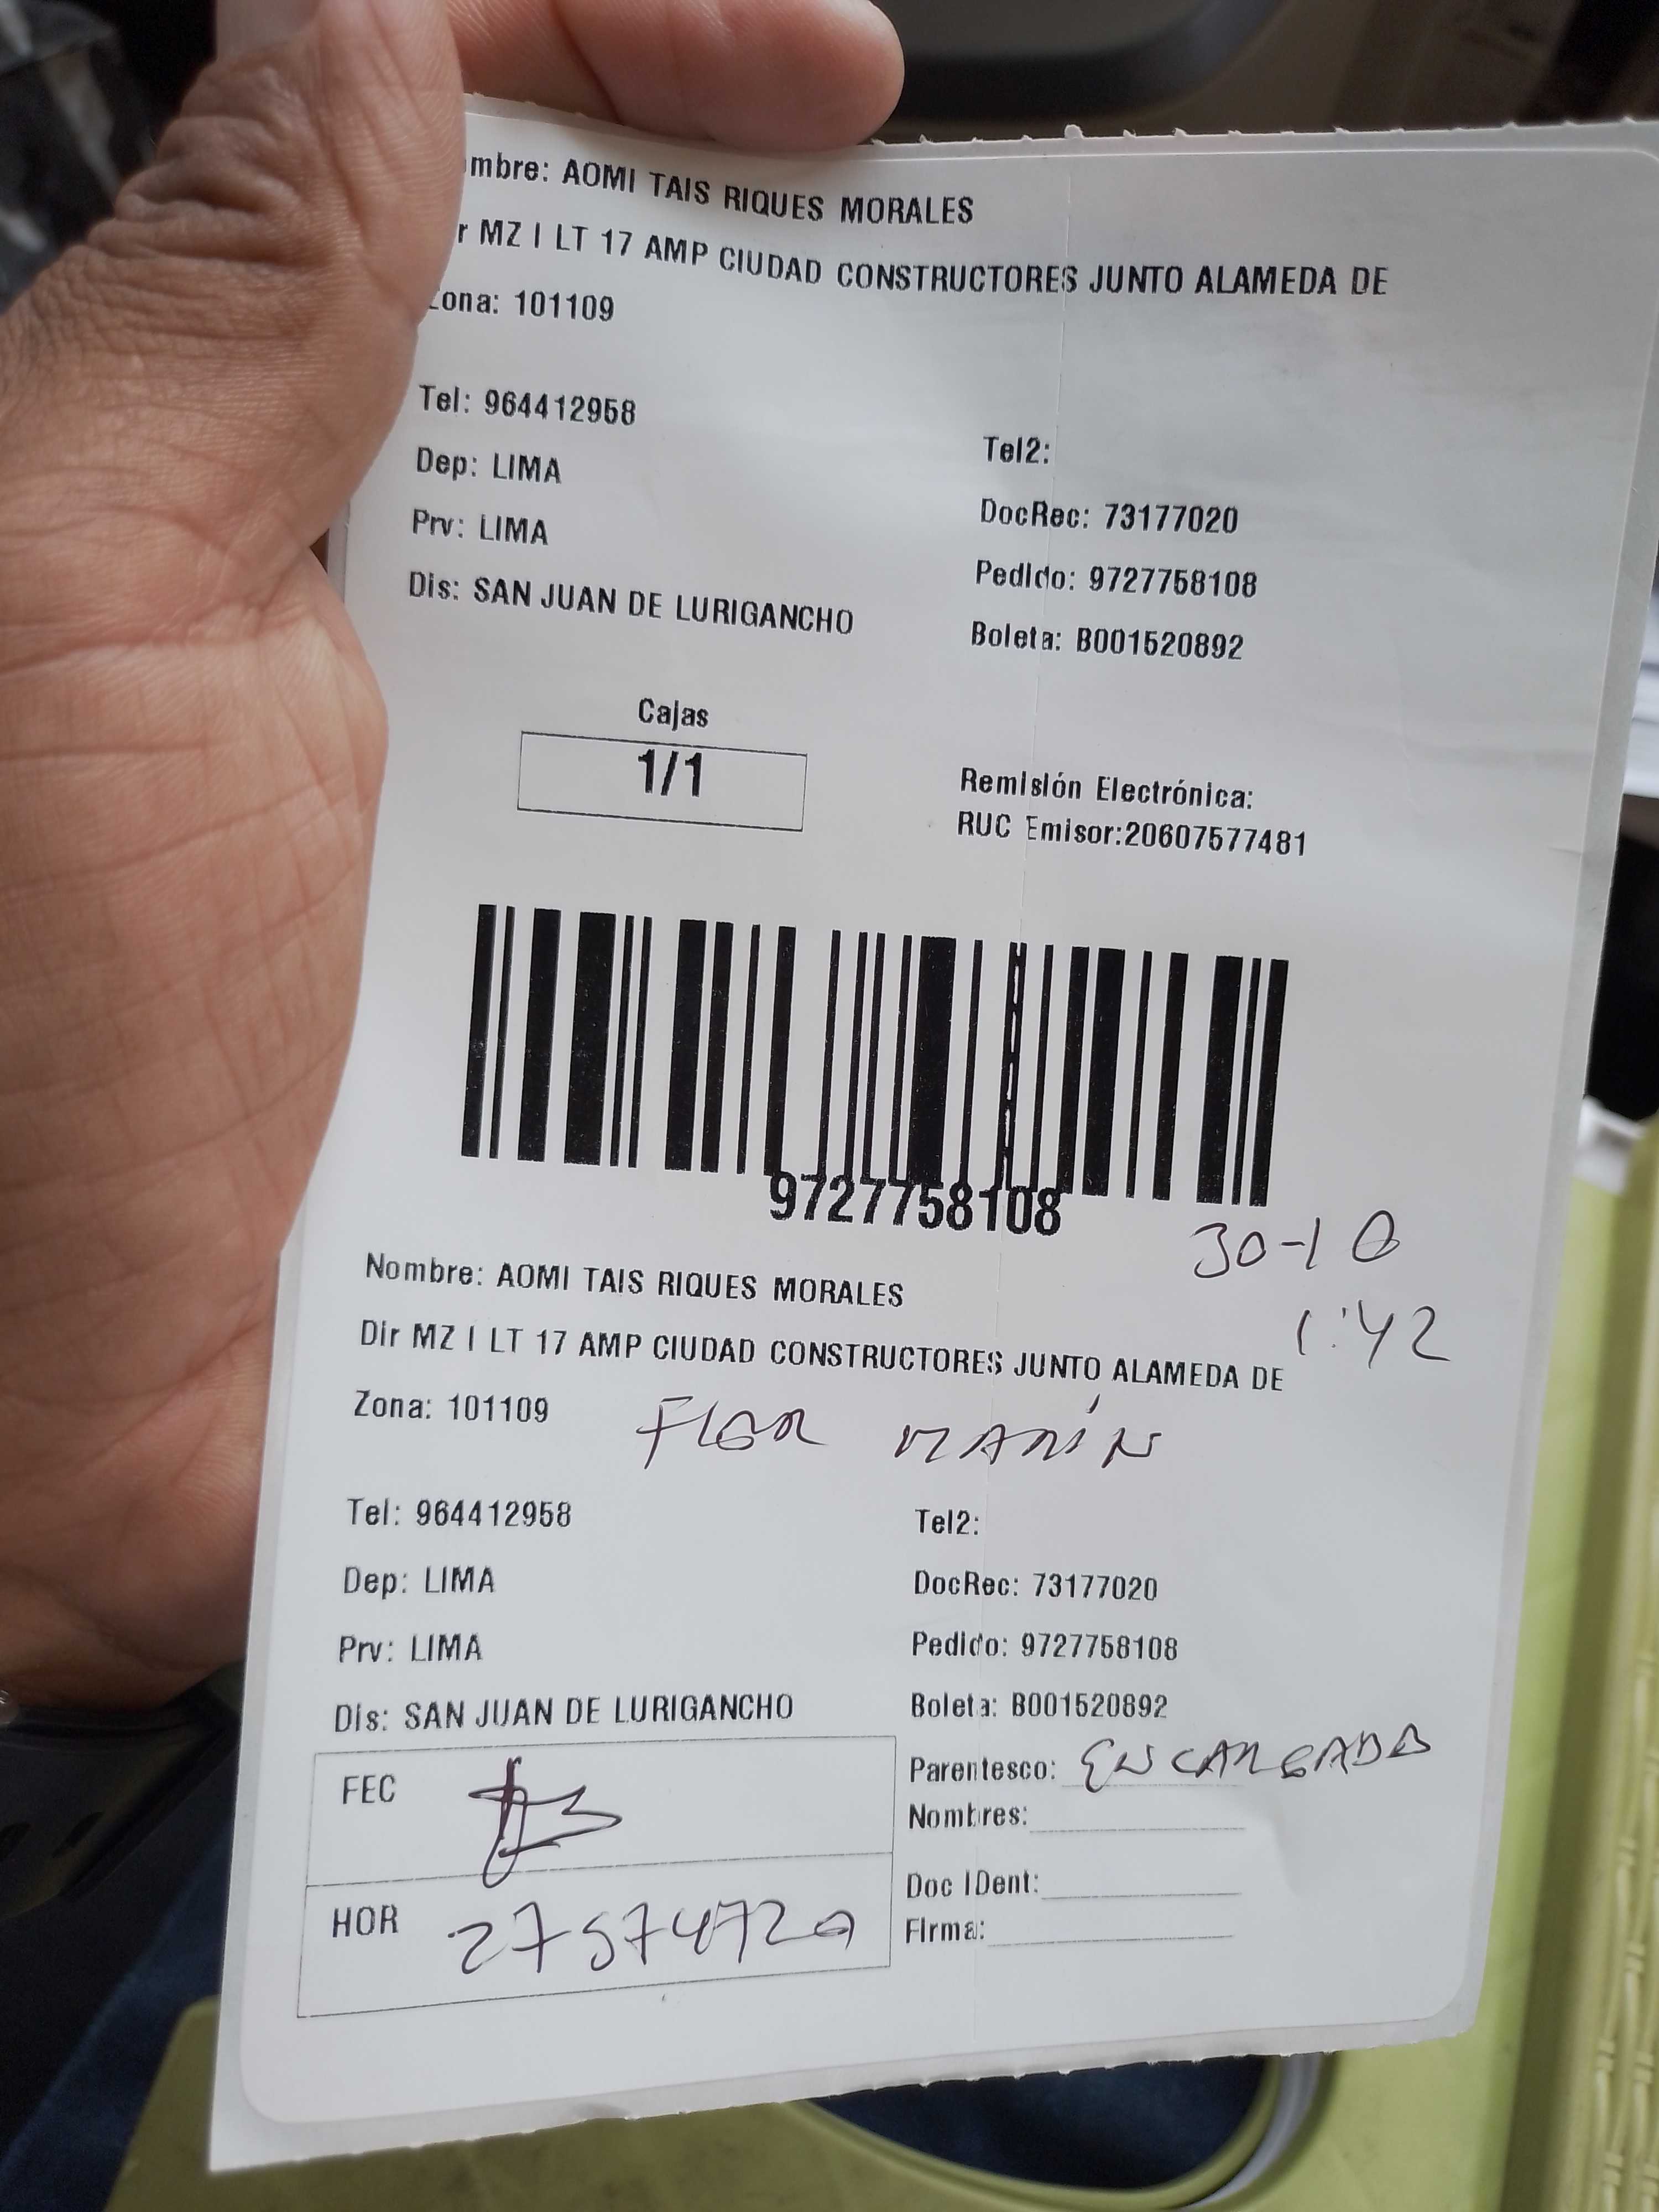 mbre: AOMI TAIS RIQUES MORALES
r MZ I LT 17 AMP CIUDAD CONSTRUCTORES JUNTO ALAMEDA DE
Zona: 101109
Tel: 964412958
Tel2:
Dep: LIMA
DocRec: 73177020
Prv: LIMA
Pedido: 9727758108
Dis: SAN JUAN DE LURIGANCHO
Boleta: B001520892
Cajas
1/1
Remisión Electrónica:
RUC Emisor:20607577481
9727758108
30-10
1:42
Nombre: AOMI TAIS RIQUES MORALES
Dir MZ I LT 17 AMP CIUDAD CONSTRUCTORES JUNTO ALAMEDA DE
Zona: 101109
FLOR MARÍN
Tel: 964412958
Tel2:
Dep: LIMA
DocRec: 73177020
Prv: LIMA
Pedido: 9727758108
Dis: SAN JUAN DE LURIGANCHO
Boleta: B001520892
FEC
Parentesco: ENCARGADA
Nombres:
HOR
Doc IDent:
Firma: